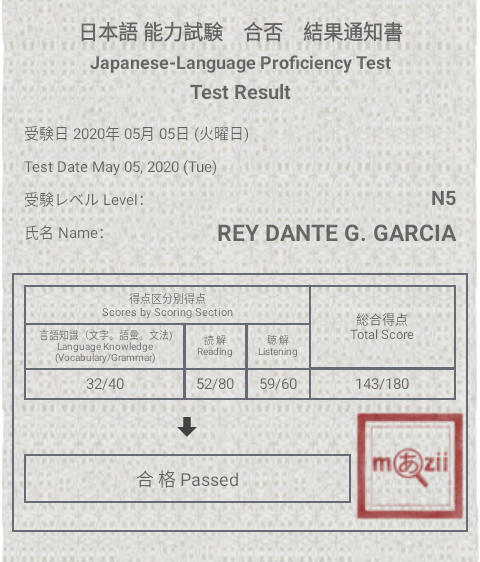 日本語 能力試験　合否　結果通知書
Japanese-Language Proficiency Test
Test Result
受験日 2020年 05月 05日 (火曜日)
Test Date May 05, 2020 (Tue)
受験レベル Level: N5
氏名 Name: REY DANTE G. GARCIA
得点区分別得点
Scores by Scoring Section
総合得点
Total Score
言語知識（文字。語彙。文法)
Language Knowledge
(Vocabulary/Grammar)
読 解
Reading
聴 解
Listening
32/40 52/80 59/60 143/180
合 格 Passed
mあzii